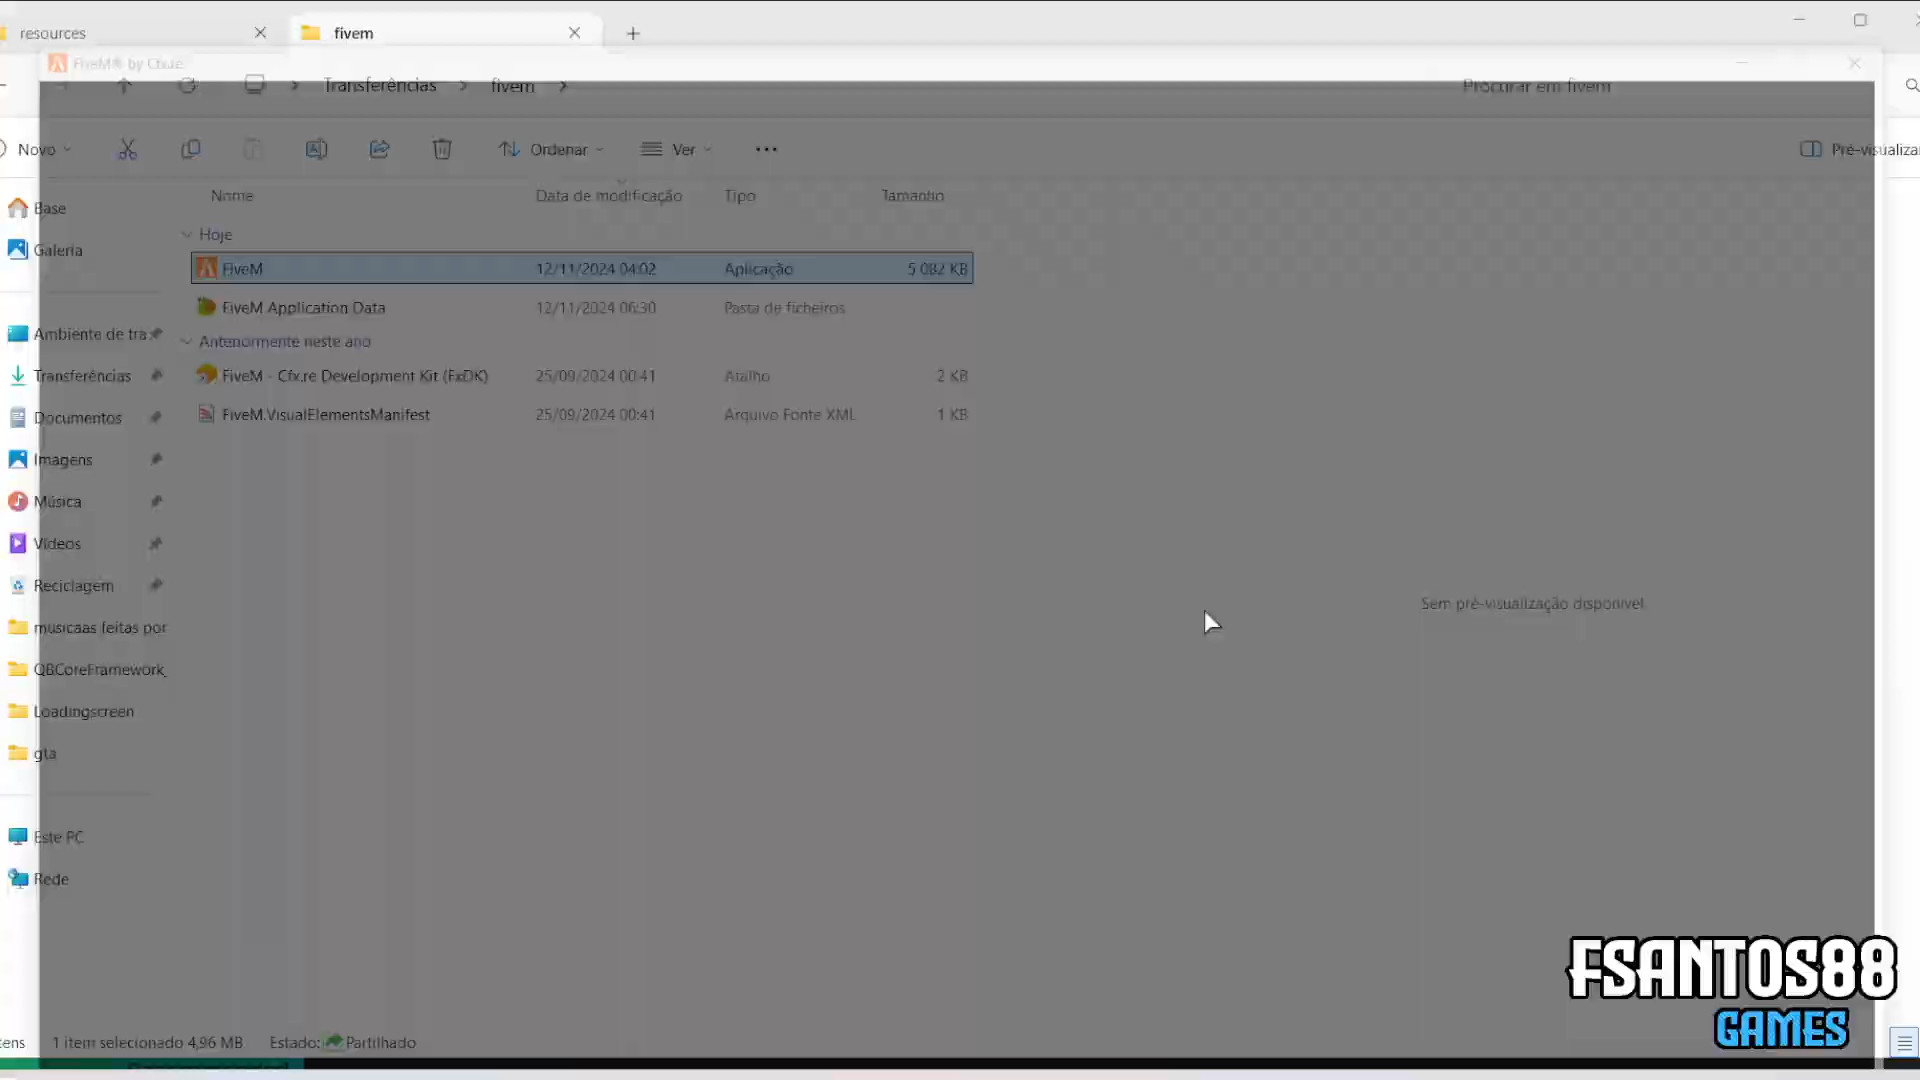 resources
fivem
FiveM® by Cfx.re
Transferências > fivem >
Procurar em fivem
Novo
Ordenar
Ver
Pré-visualiza
Nome
Data de modificação
Tipo
Tamanho
Base
Galeria
Hoje
FiveM 12/11/2024 04:02 Aplicação 5 082 KB
FiveM Application Data 12/11/2024 06:30 Pasta de ficheiros
Anteriormente neste ano
FiveM - Cfx.re Development Kit (FxDK) 25/09/2024 00:41 Atalho 2 KB
FiveM.VisualElementsManifest 25/09/2024 00:41 Arquivo Fonte XML 1 KB
Ambiente de tra
Transferências
Documentos
Imagens
Música
Vídeos
Reciclagem
musicaas feitas por
QBCoreFramework_
Loadingscreen
gta
Este PC
Rede
Sem pré-visualização disponível.
tens 1 item selecionado 4,96 MB Estado: Partilhado
FSANTOS88
GAMES